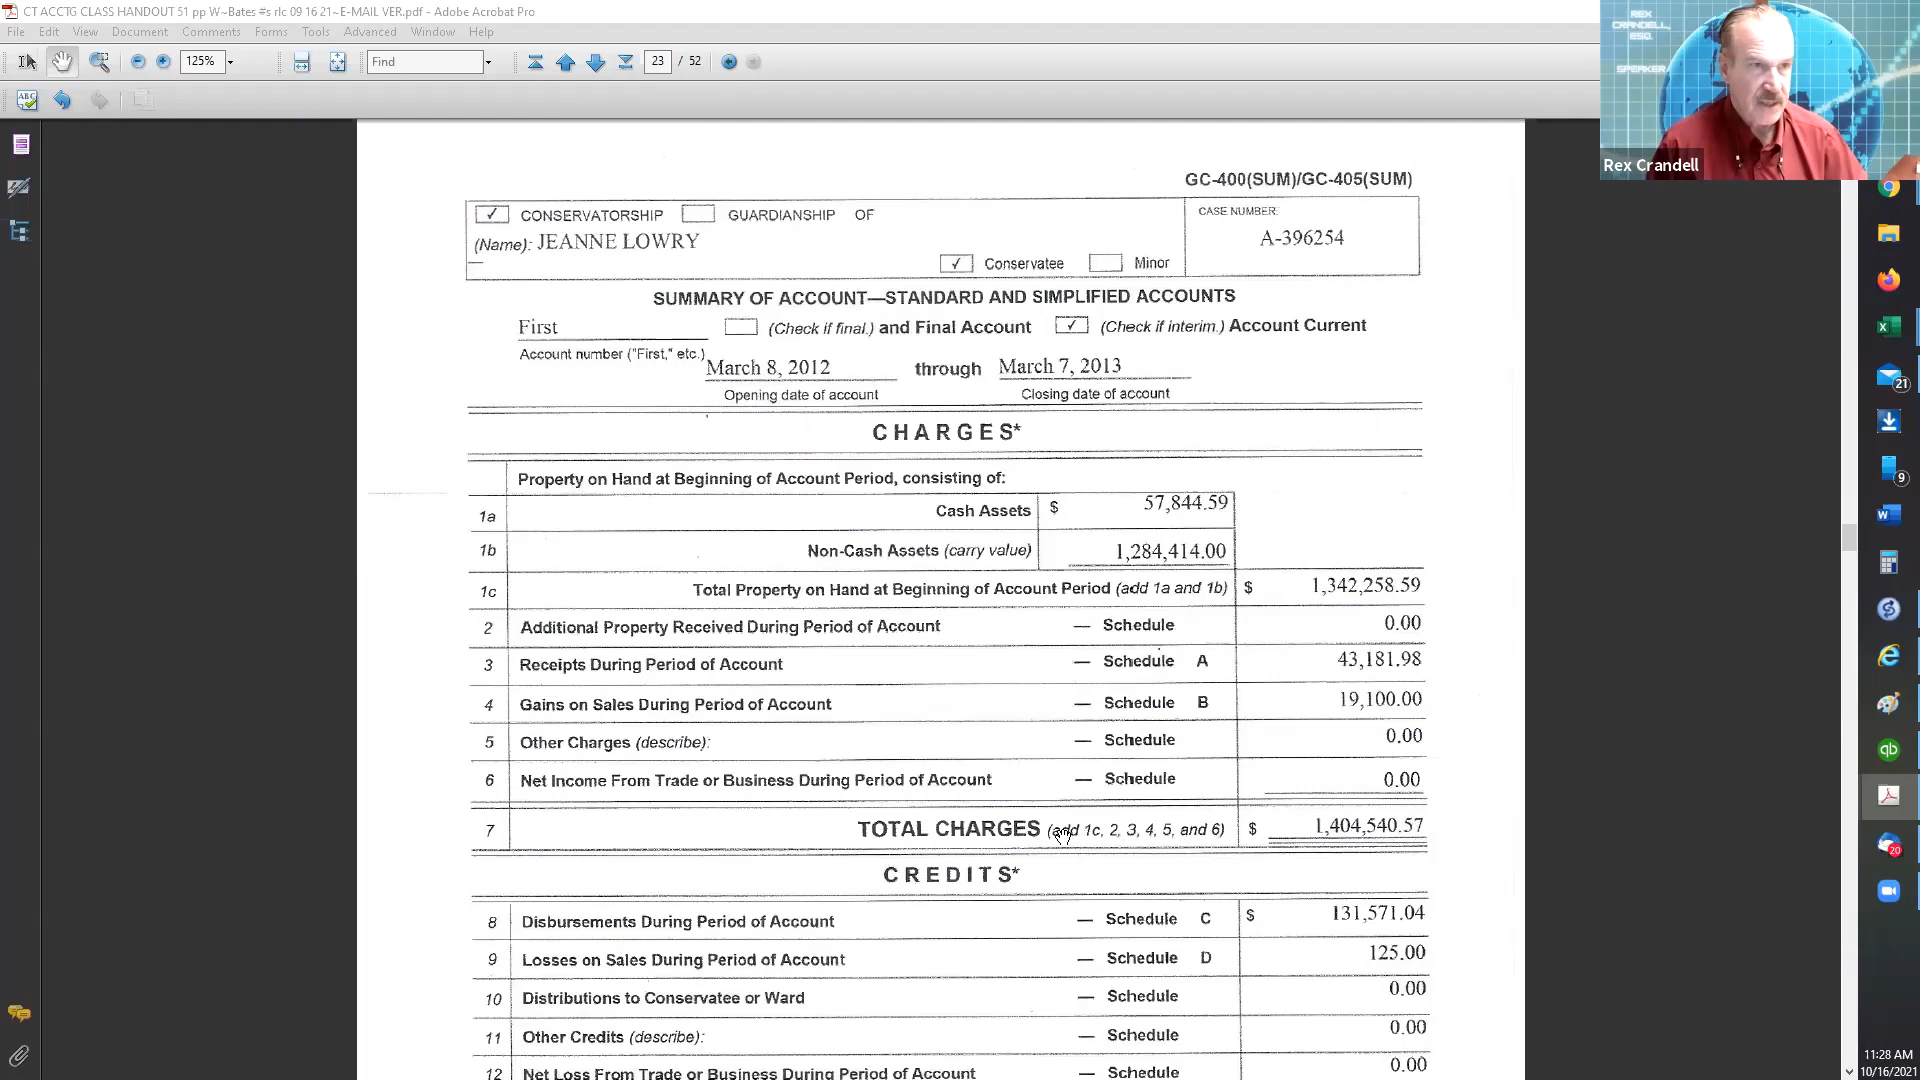 CT ACCTG CLASS HANDOUT 51 pp W~Bates #s rlc 09 16 21~E-MAIL VER.pdf - Adobe Acrobat Pro
File Edit View Document Comments Forms Tools Advanced Window Help
125% Find 23 / 52
REX CRANDELL, ESQ.
SPEAKER
Rex Crandell
GC-400(SUM)/GC-405(SUM)
✓ CONSERVATORSHIP GUARDIANSHIP OF
(Name): JEANNE LOWRY
✓ Conservatee Minor
CASE NUMBER:
A-396254
SUMMARY OF ACCOUNT—STANDARD AND SIMPLIFIED ACCOUNTS
First (Check if final.) and Final Account ✓ (Check if interim.) Account Current
Account number ("First," etc.)
March 8, 2012 through March 7, 2013
Opening date of account Closing date of account
CHARGES*
Property on Hand at Beginning of Account Period, consisting of:
1a Cash Assets $ 57,844.59
1b Non-Cash Assets (carry value) 1,284,414.00
1c Total Property on Hand at Beginning of Account Period (add 1a and 1b) $ 1,342,258.59
2 Additional Property Received During Period of Account — Schedule 0.00
3 Receipts During Period of Account — Schedule A 43,181.98
4 Gains on Sales During Period of Account — Schedule B 19,100.00
5 Other Charges (describe): — Schedule 0.00
6 Net Income From Trade or Business During Period of Account — Schedule 0.00
7 TOTAL CHARGES (add 1c, 2, 3, 4, 5, and 6) $ 1,404,540.57
CREDITS*
8 Disbursements During Period of Account — Schedule C $ 131,571.04
9 Losses on Sales During Period of Account — Schedule D 125.00
10 Distributions to Conservatee or Ward — Schedule 0.00
11 Other Credits (describe): — Schedule 0.00
12 Net Loss From Trade or Business During Period of Account — Schedule 0.00
21
9
20
11:28 AM
10/16/2021